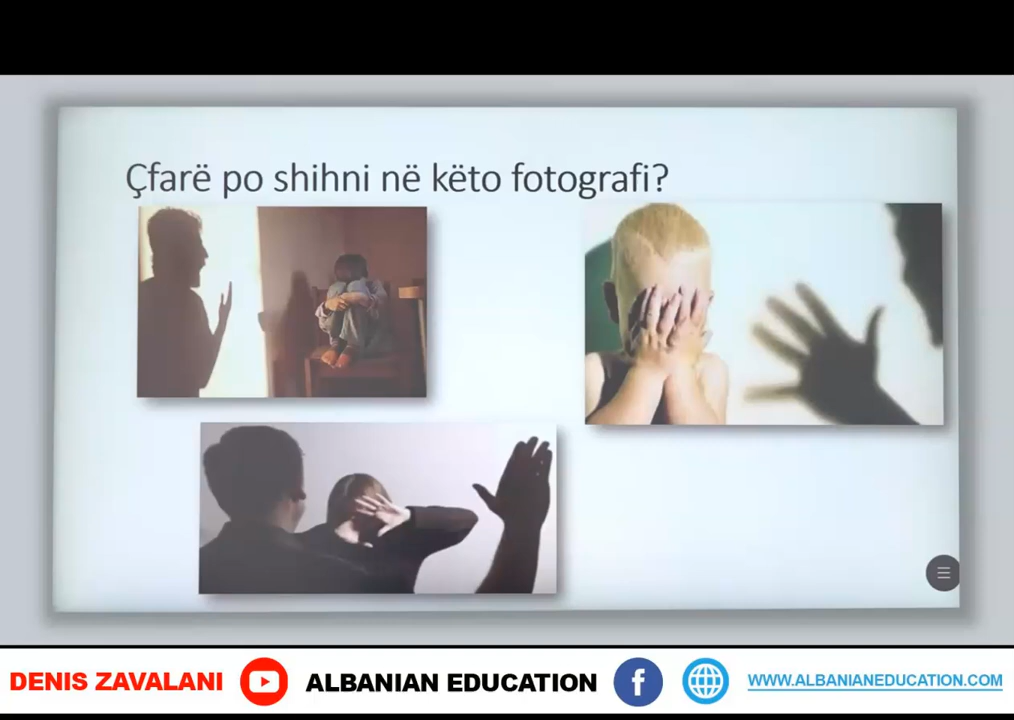 Çfarë po shihni në këto fotografi?
DENIS ZAVALANI
ALBANIAN EDUCATION
WWW.ALBANIANEDUCATION.COM